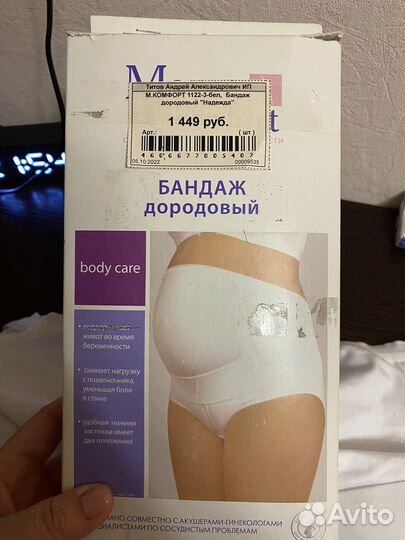 Титов Андрей Александрович ИП
М.КОМФОРТ 1122-3-бел, Бандаж
дородовый "Надежда"
1 449 руб.
Арт.:
( шт )
05.10.2022
00009535
БАНДАЖ
дородовый
body care
живот во время
беременности
• снимает нагрузку
с позвоночника,
уменьшая боли
в спине
• удобная нижняя
застежка имеет
два положения
СОВМЕСТНО С АКУШЕРАМИ-ГИНЕКОЛОГАМИ
ПО СОСУДИСТЫМ ПРОБЛЕМАМ
Avito